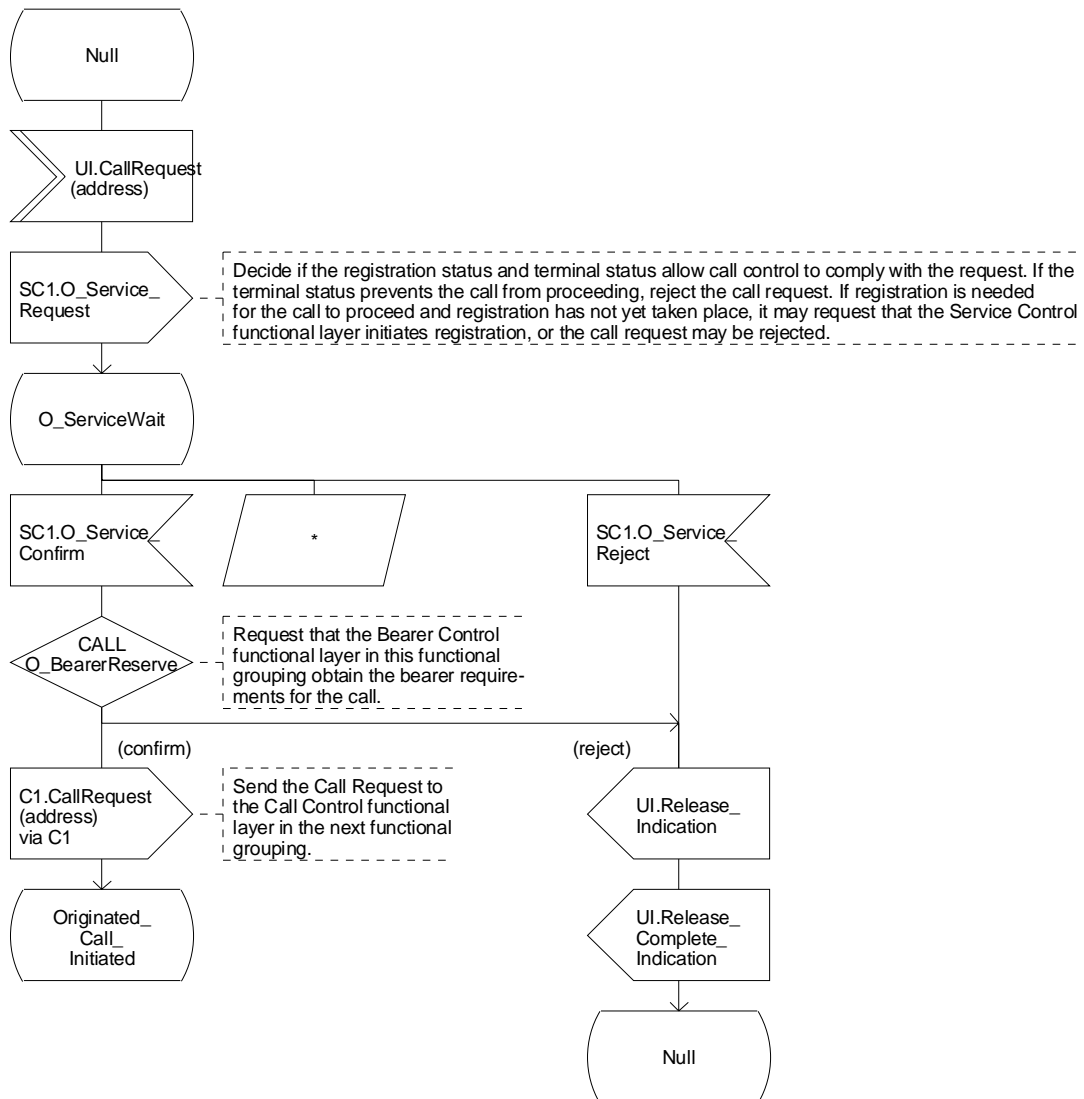 Null
UI.CallRequest
(address)
SC1.O_Service_
Request
Decide if the registration status and terminal status allow call control to comply with the request. If the
terminal status prevents the call from proceeding, reject the call request. If registration is needed
for the call to proceed and registration has not yet taken place, it may request that the Service Control
functional layer initiates registration, or the call request may be rejected.
O_ServiceWait
SC1.O_Service_
Confirm
*
SC1.O_Service_
Reject
CALL
O_BearerReserve
Request that the Bearer Control
functional layer in this functional
grouping obtain the bearer require-
ments for the call.
(confirm)
(reject)
C1.CallRequest
(address)
via C1
Send the Call Request to
the Call Control functional
layer in the next functional
grouping.
UI.Release_
Indication
Originated_
Call_
Initiated
UI.Release_
Complete_
Indication
Null